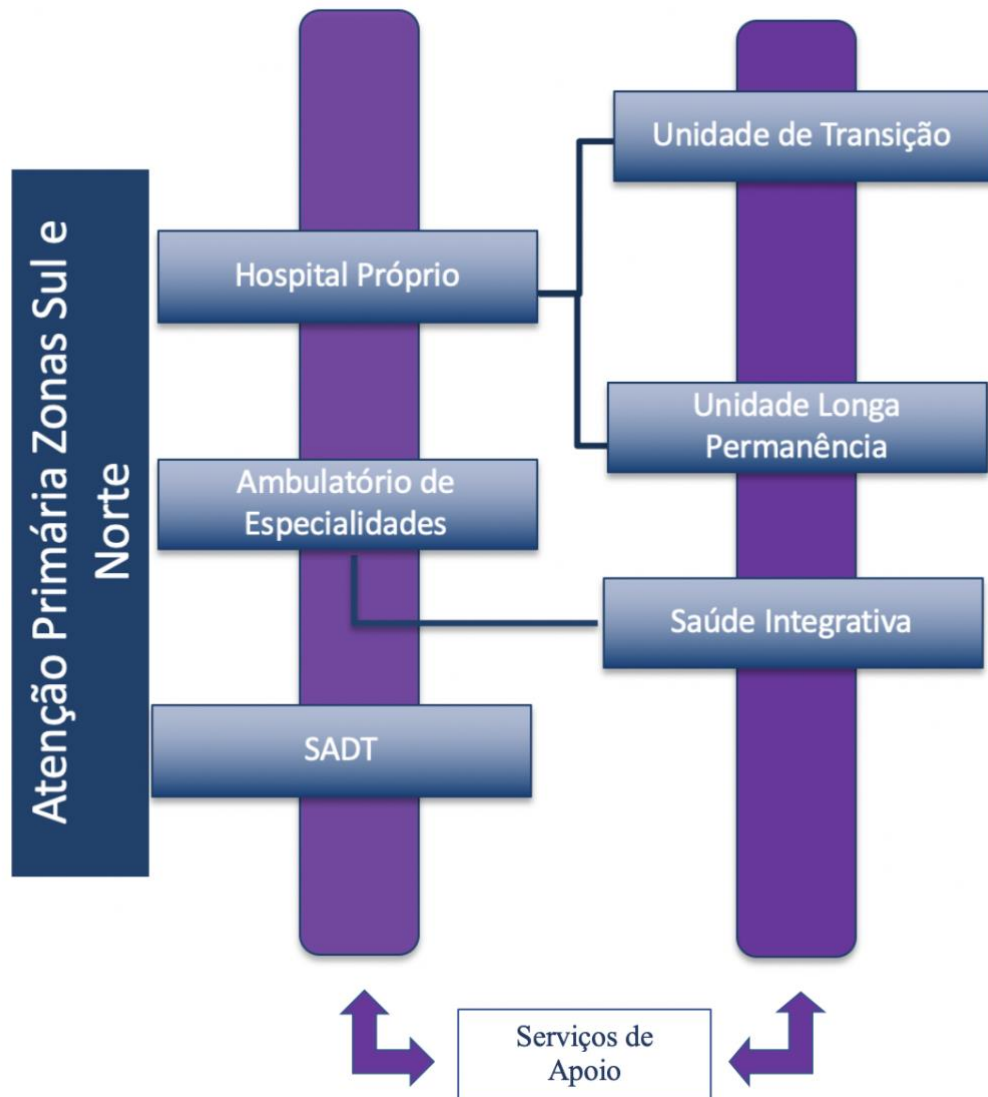 Atenção Primária Zonas Sul e
Norte
Hospital Próprio
Ambulatório de
Especialidades
SADT
Unidade de Transição
Unidade Longa
Permanência
Saúde Integrativa
Serviços de
Apoio